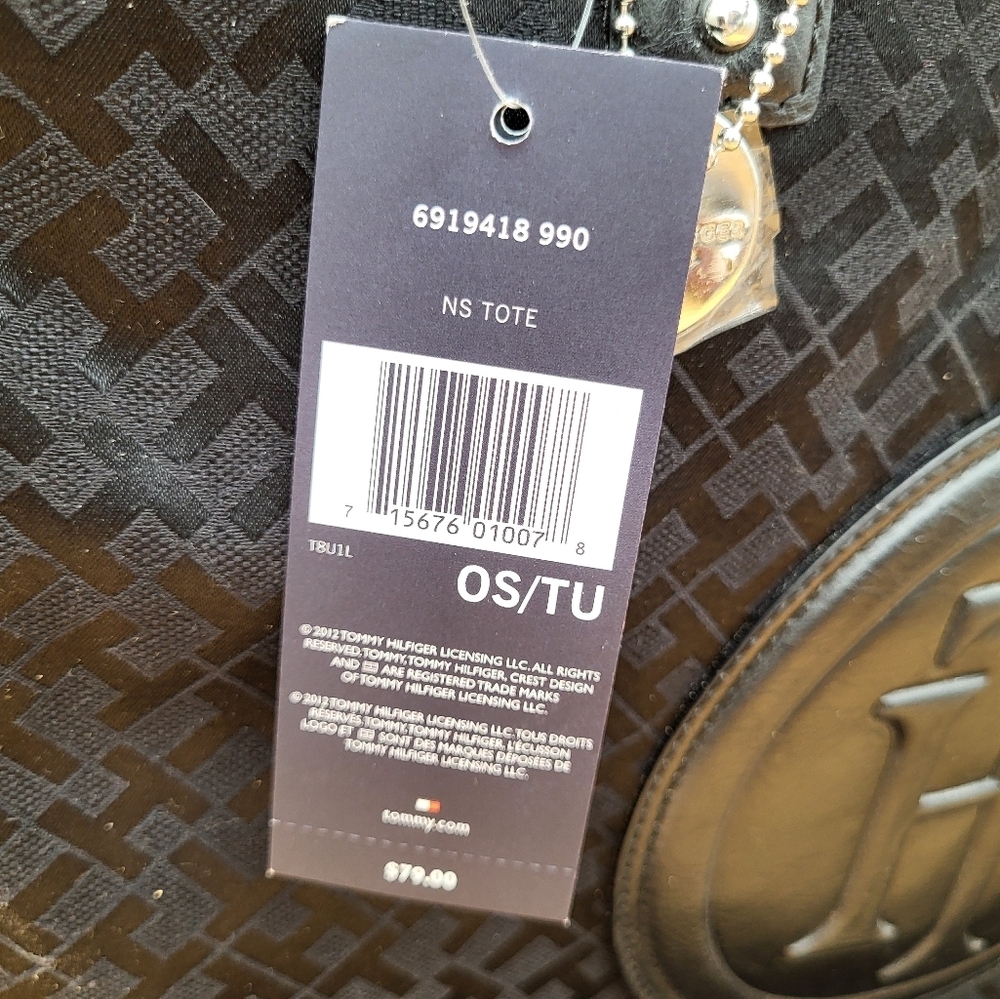 6919418 990
NS TOTE
7 15676 01007 8
T8U1L
OS/TU
© 2012 TOMMY HILFIGER LICENSING LLC. ALL RIGHTS
RESERVED. TOMMY, TOMMY HILFIGER, CREST DESIGN
AND ARE REGISTERED TRADE MARKS
OF TOMMY HILFIGER LICENSING LLC.
© 2012 TOMMY HILFIGER LICENSING LLC. TOUS DROITS
RÉSERVÉS. TOMMY, TOMMY HILFIGER, L'ÉCUSSON
LOGO ET SONT DES MARQUES DÉPOSÉES DE
TOMMY HILFIGER LICENSING LLC.
tommy.com
$79.00